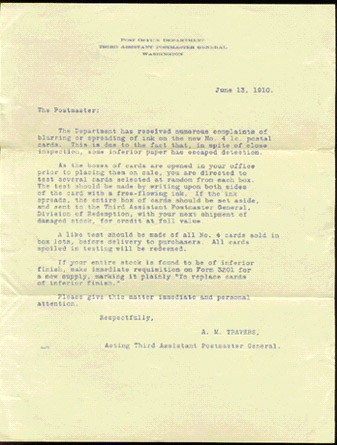 POST OFFICE DEPARTMENT
THIRD ASSISTANT POSTMASTER GENERAL
WASHINGTON
June 13, 1910.
The Postmaster:
The Department has received numerous complaints of
blurring or spreading of ink on the new No. 4 1c. postal
cards. This is due to the fact that, in spite of close
inspection, some inferior paper has escaped detection.
As the boxes of cards are opened in your office
prior to placing them on sale, you are directed to
test several cards selected at random from each box.
The test should be made by writing upon both sides
of the card with a free-flowing ink. If the ink
spreads, the entire box of cards should be set aside,
and sent to the Third Assistant Postmaster General,
Division of Redemption, with your next shipment of
damaged stock, for credit at full value.
A like test should be made of all No. 4 cards sold in
box lots, before delivery to purchasers. All cards
spoiled in testing will be redeemed.
If your entire stock is found to be of inferior
finish, make immediate requisition on Form 3201 for
a new supply, marking it plainly "To replace cards
of inferior finish."
Please give this matter immediate and personal
attention.
Respectfully,
A. M. TRAVERS,
Acting Third Assistant Postmaster General.